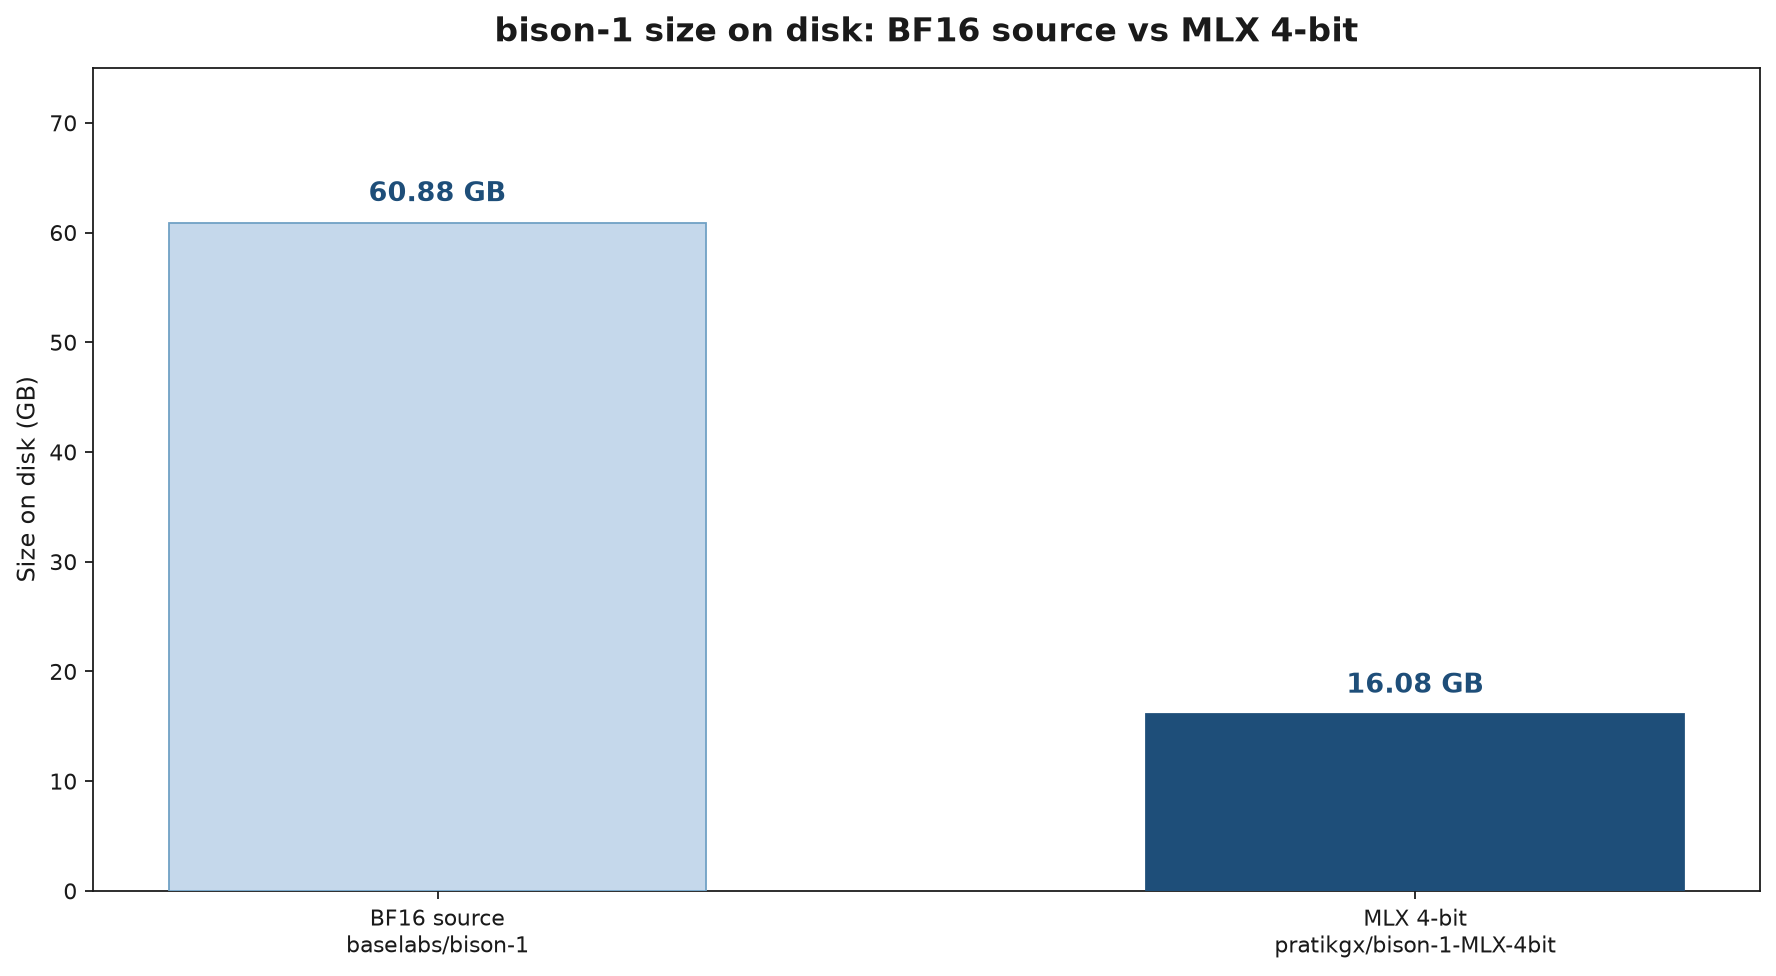 bison-1 size on disk: BF16 source vs MLX 4-bit
Size on disk (GB)
70
60
50
40
30
20
10
0
60.88 GB
16.08 GB
BF16 source
baselabs/bison-1
MLX 4-bit
pratikgx/bison-1-MLX-4bit